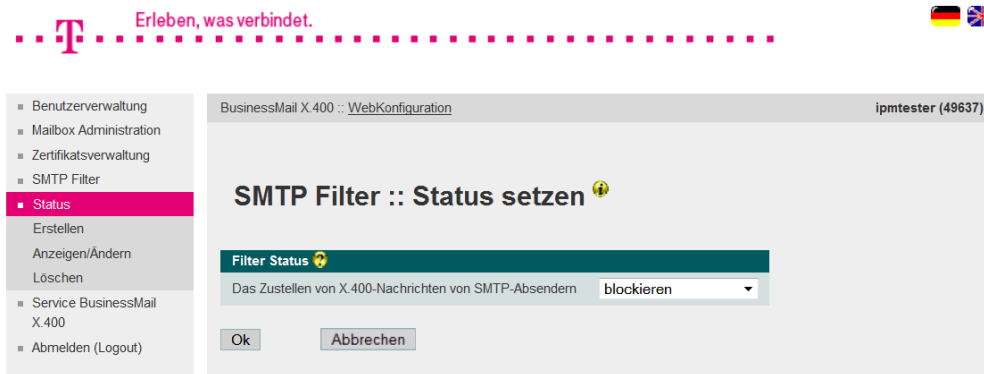 Erleben, was verbindet.
Benutzerverwaltung
Mailbox Administration
Zertifikatsverwaltung
SMTP Filter
Status
Erstellen
Anzeigen/Ändern
Löschen
Service BusinessMail
X.400
Abmelden (Logout)
BusinessMail X.400 :: WebKonfiguration
ipmtester (49637)
SMTP Filter :: Status setzen
Filter Status
Das Zustellen von X.400-Nachrichten von SMTP-Absendern blockieren
Ok Abbrechen